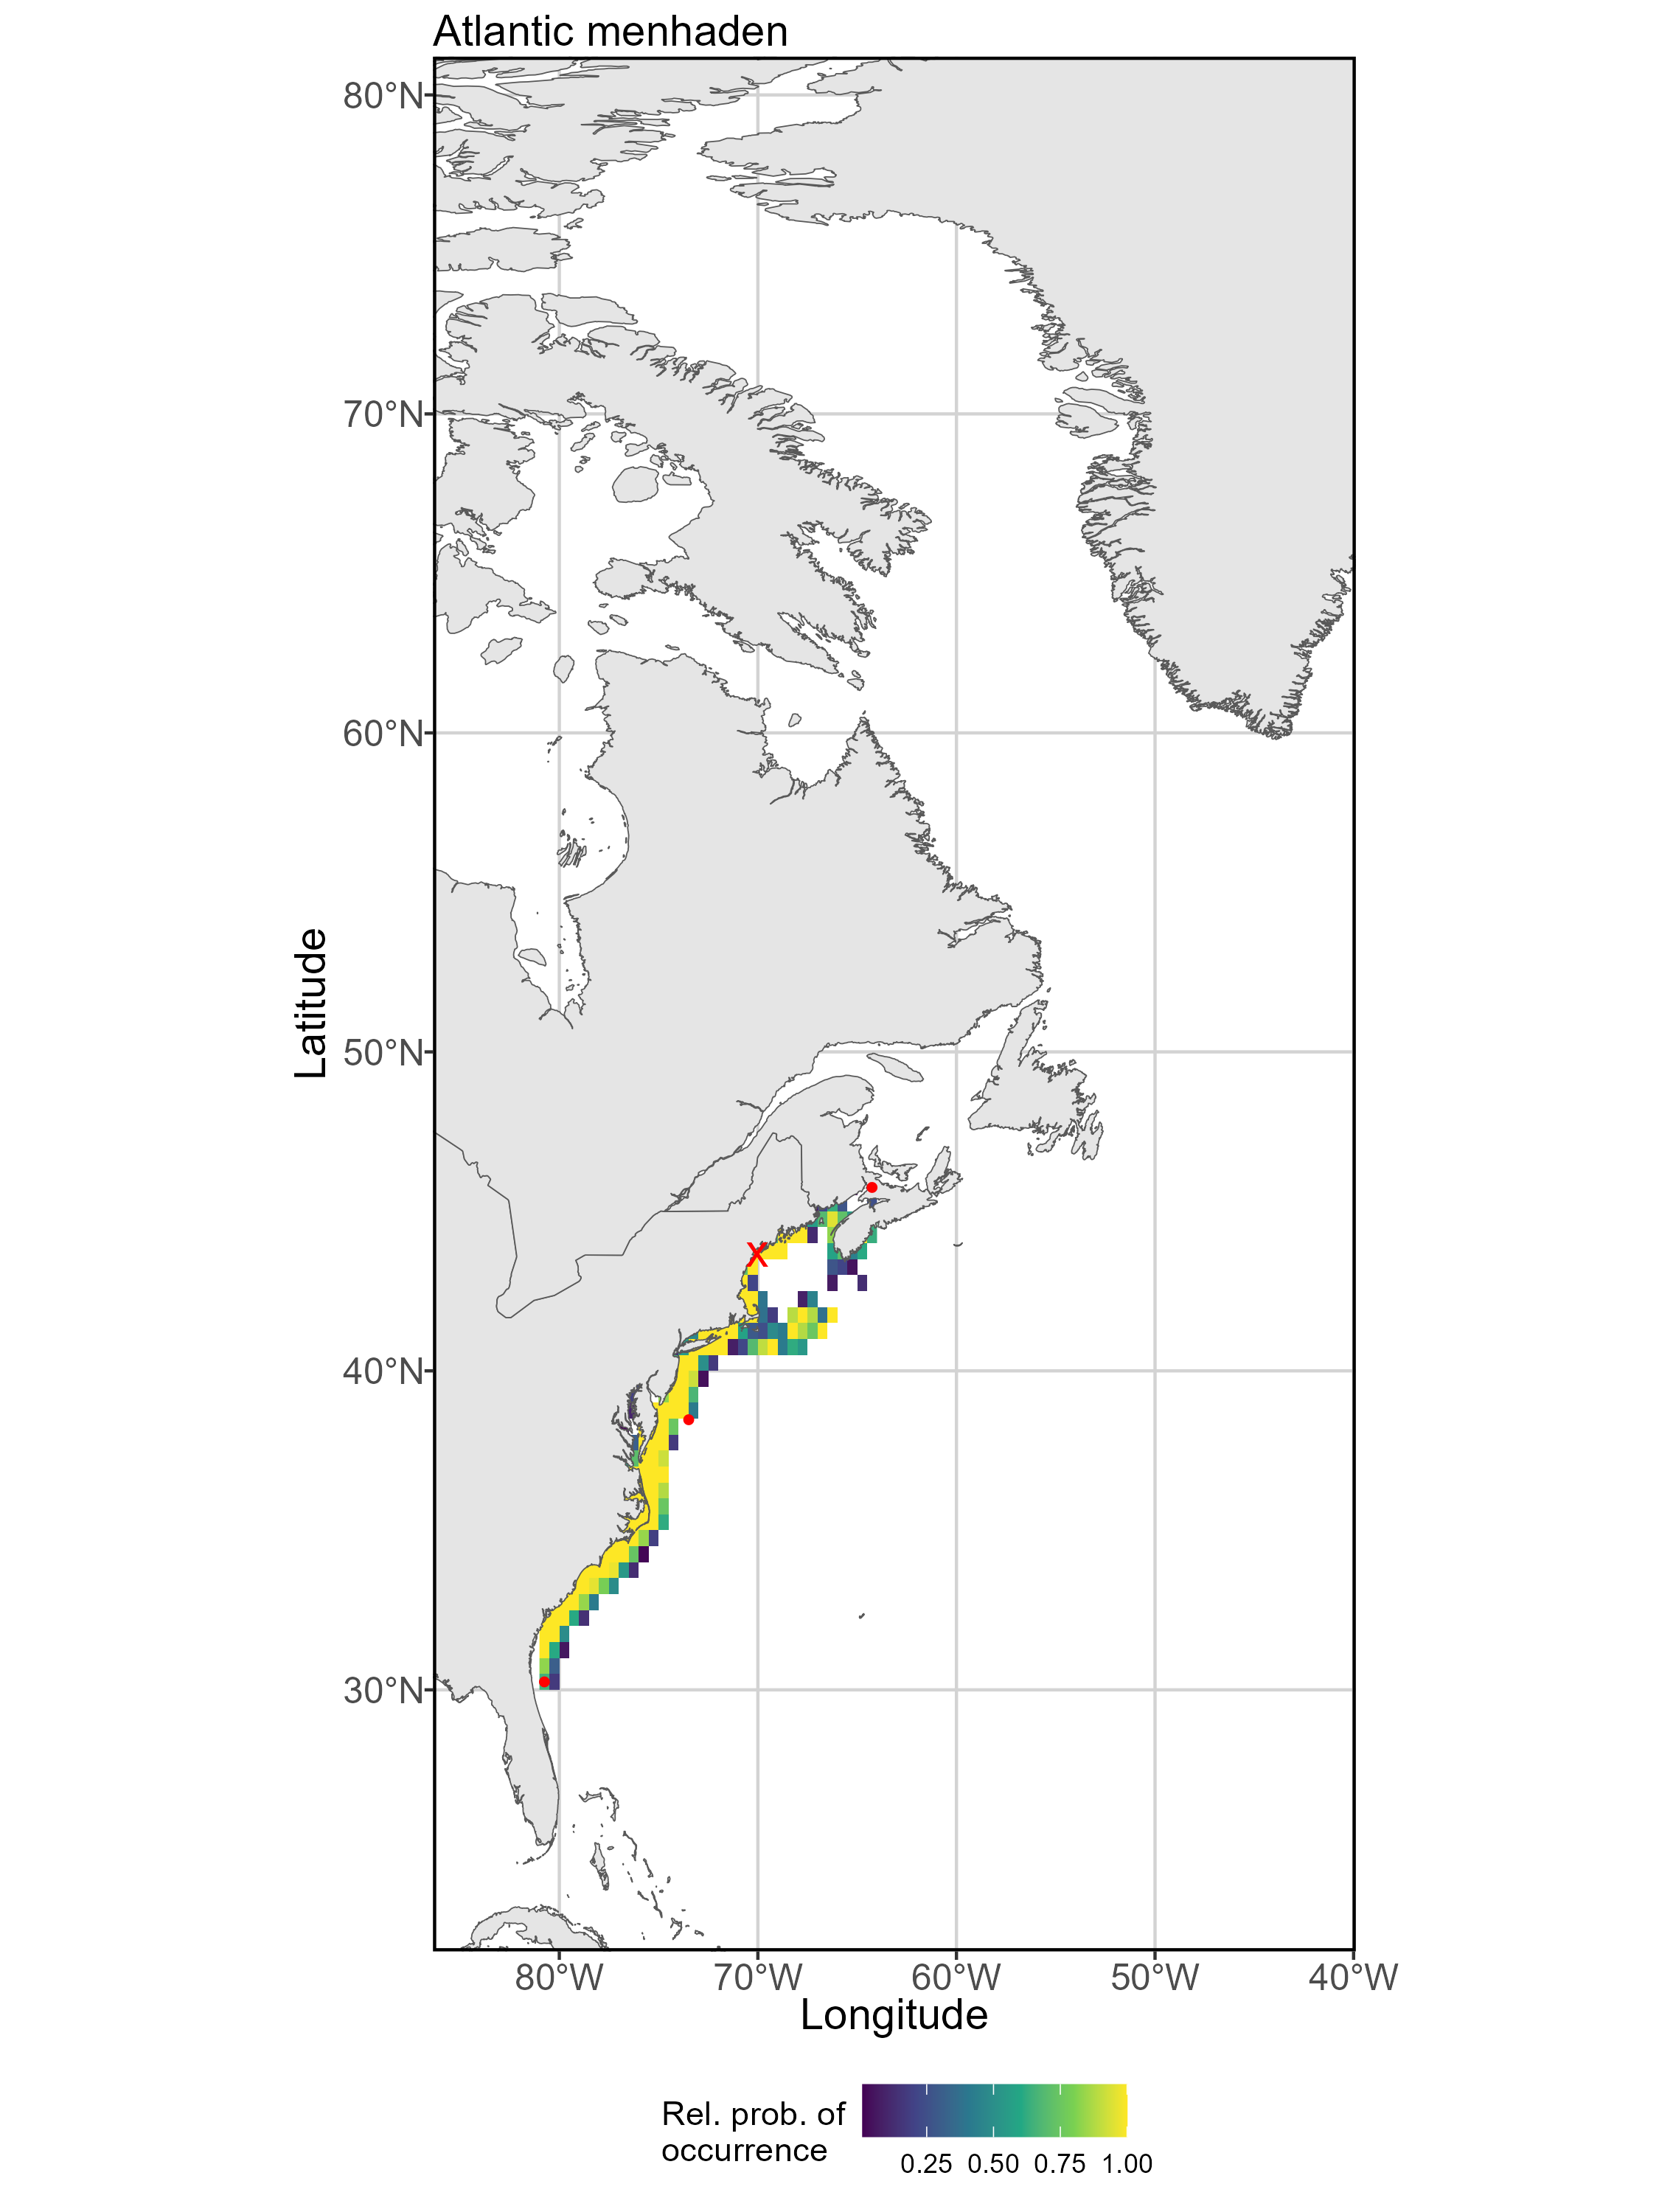 Atlantic menhaden
80°N
70°N
60°N
50°N
40°N
30°N
Latitude
X
80°W 70°W 60°W 50°W 40°W
Longitude
Rel. prob. of
occurrence
0.25 0.50 0.75 1.00